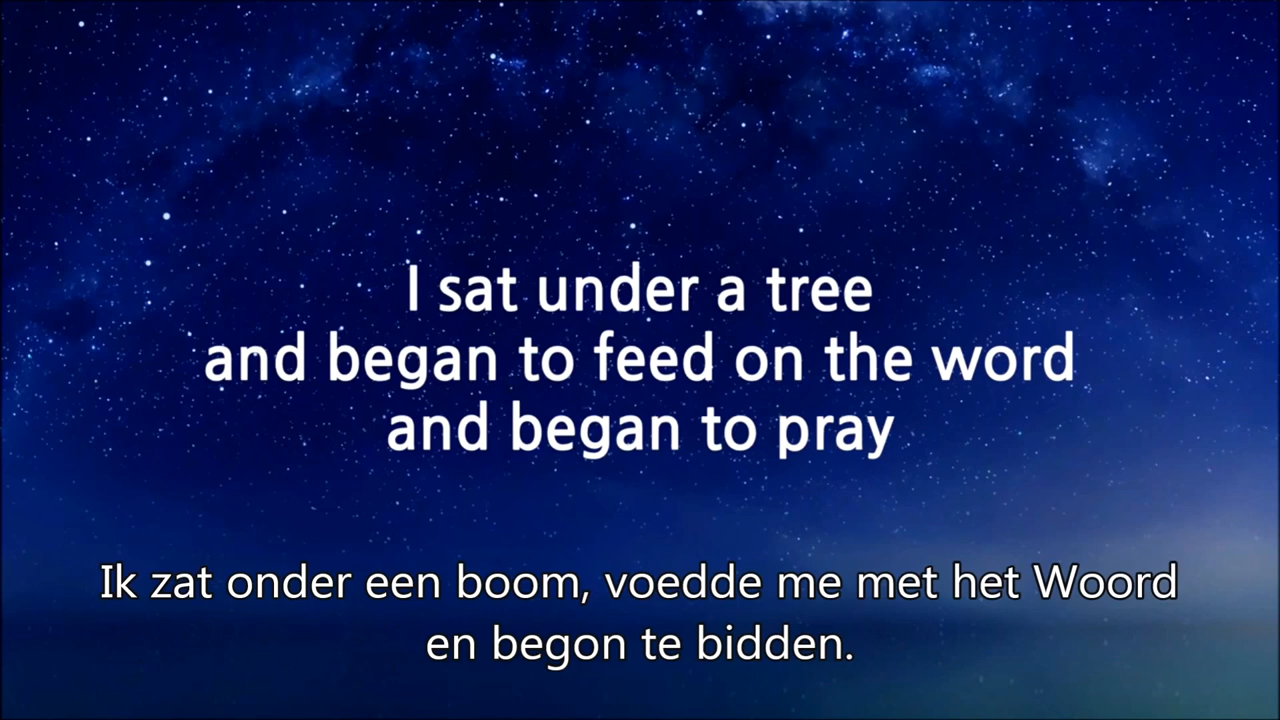 I sat under a tree
and began to feed on the word
and began to pray
Ik zat onder een boom, voedde me met het Woord
en begon te bidden.